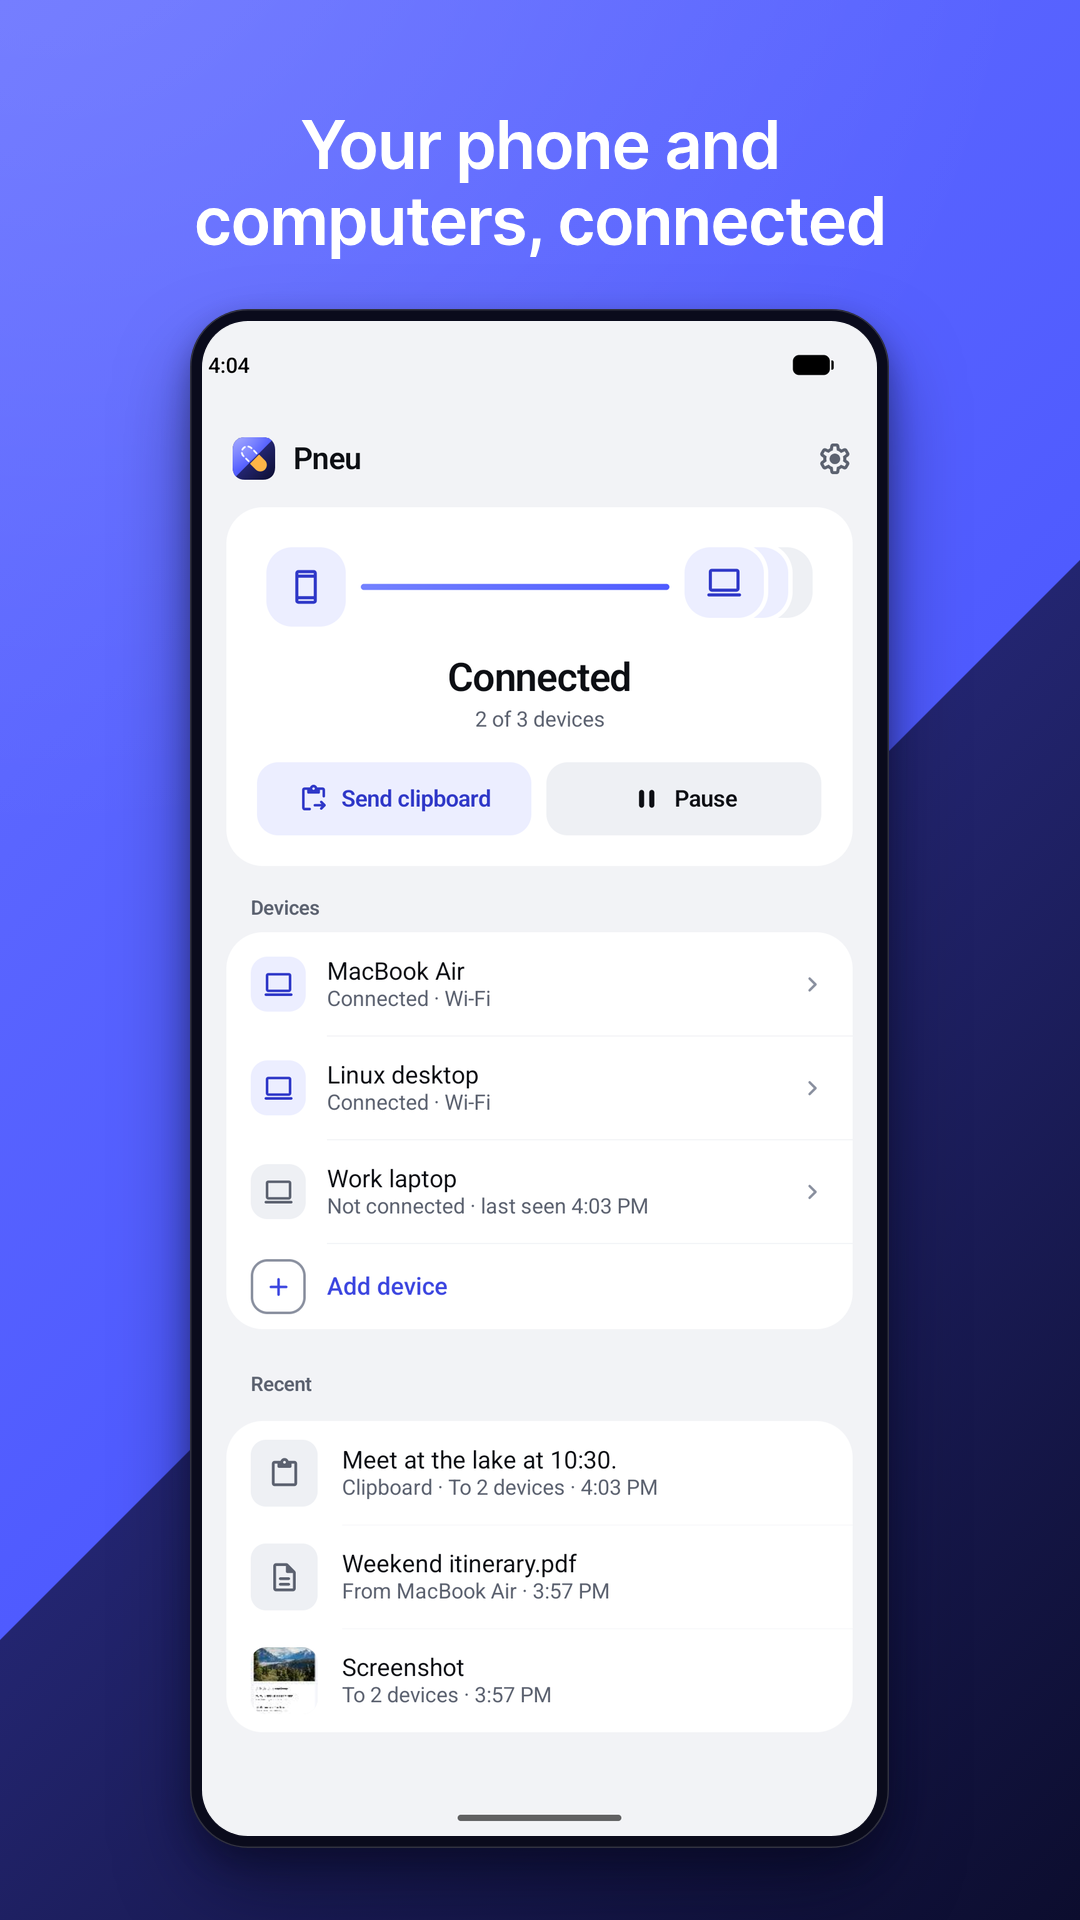 Your phone and
computers, connected
4:04
Pneu
Connected
2 of 3 devices
Send clipboard
Pause
Devices
MacBook Air
Connected · Wi-Fi
Linux desktop
Connected · Wi-Fi
Work laptop
Not connected · last seen 4:03 PM
Add device
Recent
Meet at the lake at 10:30.
Clipboard · To 2 devices · 4:03 PM
Weekend itinerary.pdf
From MacBook Air · 3:57 PM
Screenshot
To 2 devices · 3:57 PM